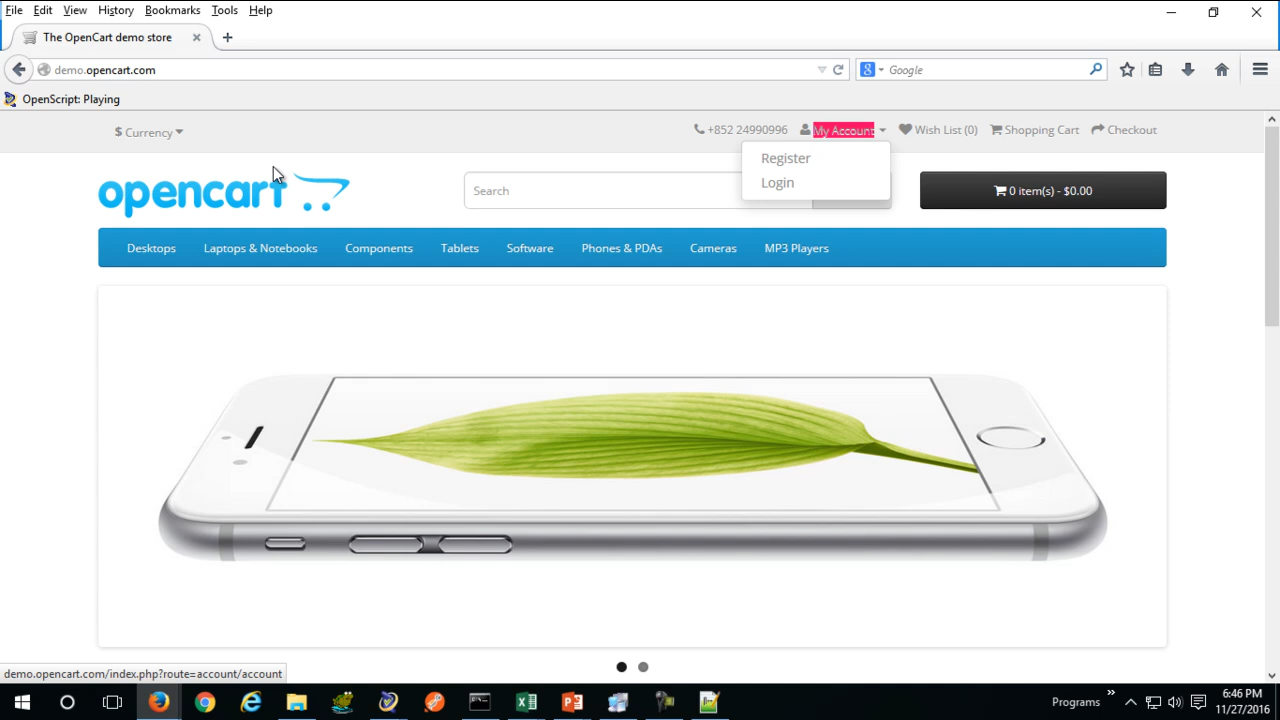 File Edit View History Bookmarks Tools Help
The OpenCart demo store
demo.opencart.com
Google
OpenScript: Playing
$ Currency
+852 24990996 My Account Wish List (0) Shopping Cart Checkout
Register
Login
opencart
Search
0 item(s) - $0.00
Desktops Laptops & Notebooks Components Tablets Software Phones & PDAs Cameras MP3 Players
demo.opencart.com/index.php?route=account/account
Programs
6:46 PM
11/27/2016